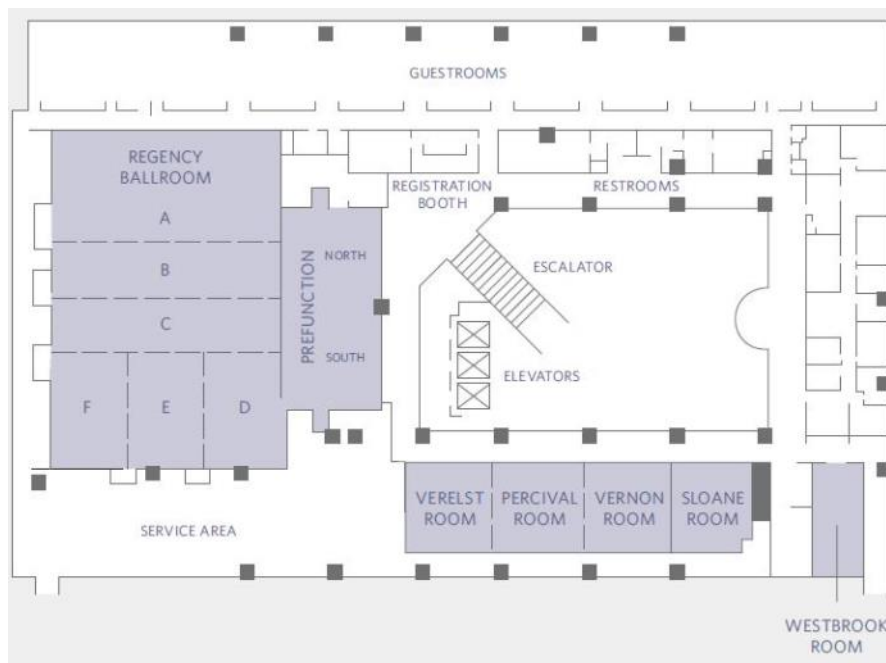 GUESTROOMS
REGENCY
BALLROOM
A
B
C
F
E
D
PREFUNCTION
NORTH
SOUTH
REGISTRATION
BOOTH
RESTROOMS
ESCALATOR
ELEVATORS
VERELST
ROOM
PERCIVAL
ROOM
VERNON
ROOM
SLOANE
ROOM
SERVICE AREA
WESTBROOK
ROOM